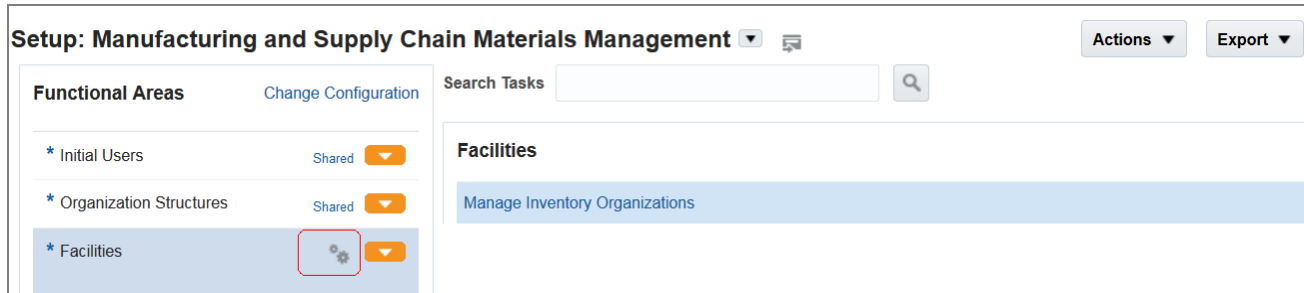 Setup: Manufacturing and Supply Chain Materials Management
Actions
Export
Functional Areas
Change Configuration
Search Tasks
* Initial Users
Shared
Facilities
* Organization Structures
Shared
Manage Inventory Organizations
* Facilities